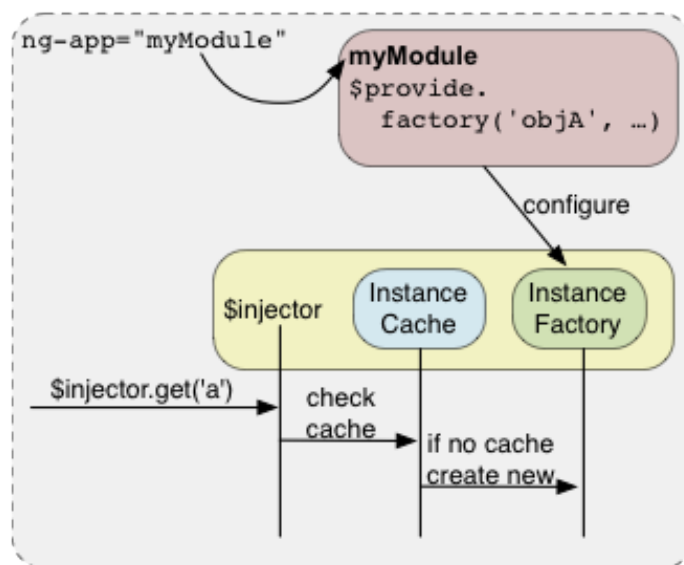 ng-app="myModule"
myModule
$provide.
factory('objA', …)
configure
$injector
Instance
Cache
Instance
Factory
$injector.get('a')
check
cache
if no cache
create new